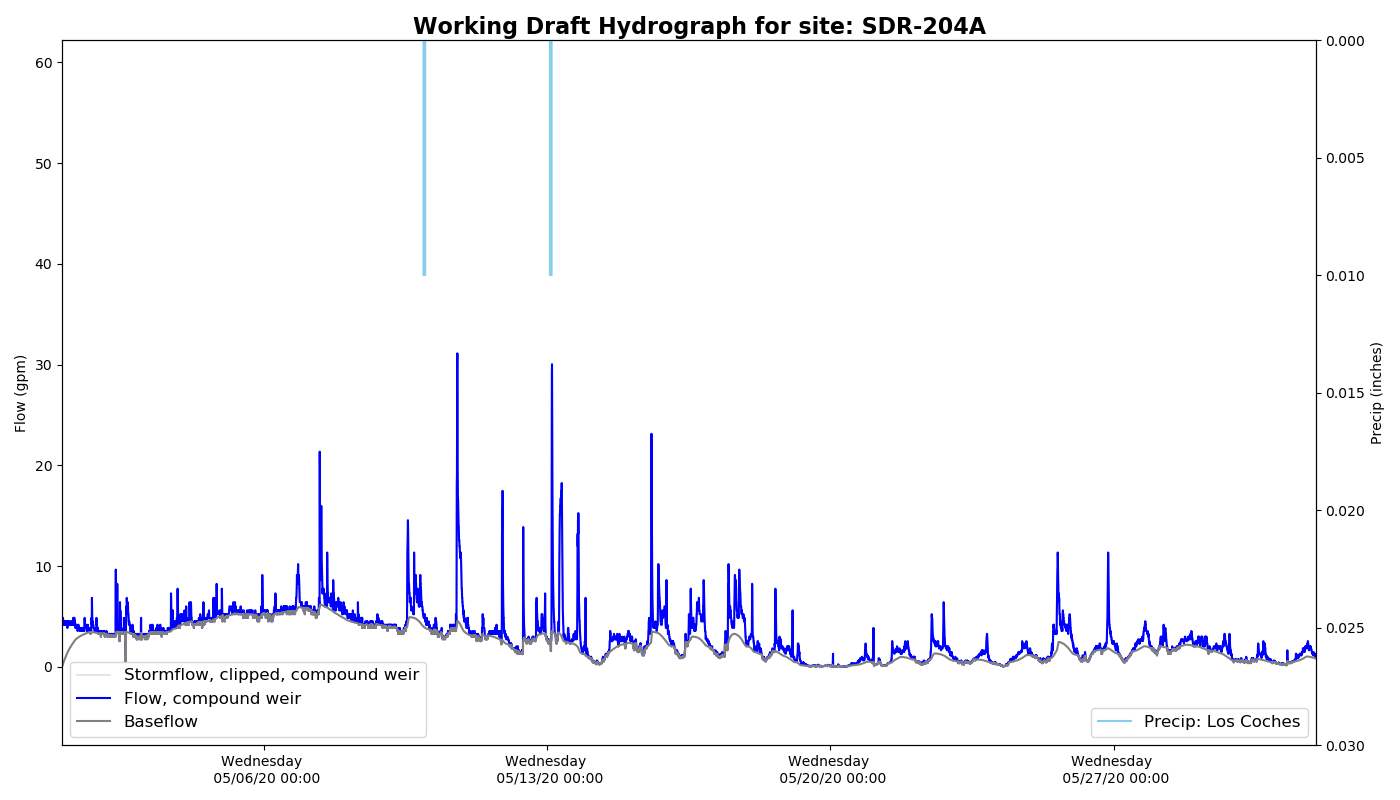 Working Draft Hydrograph for site: SDR-204A
60
50
40
30
20
10
0
Flow (gpm)
0.000
0.005
0.010
0.015
0.020
0.025
0.030
Precip (inches)
Stormflow, clipped, compound weir
Flow, compound weir
Baseflow
Precip: Los Coches
Wednesday
05/06/20 00:00
Wednesday
05/13/20 00:00
Wednesday
05/20/20 00:00
Wednesday
05/27/20 00:00